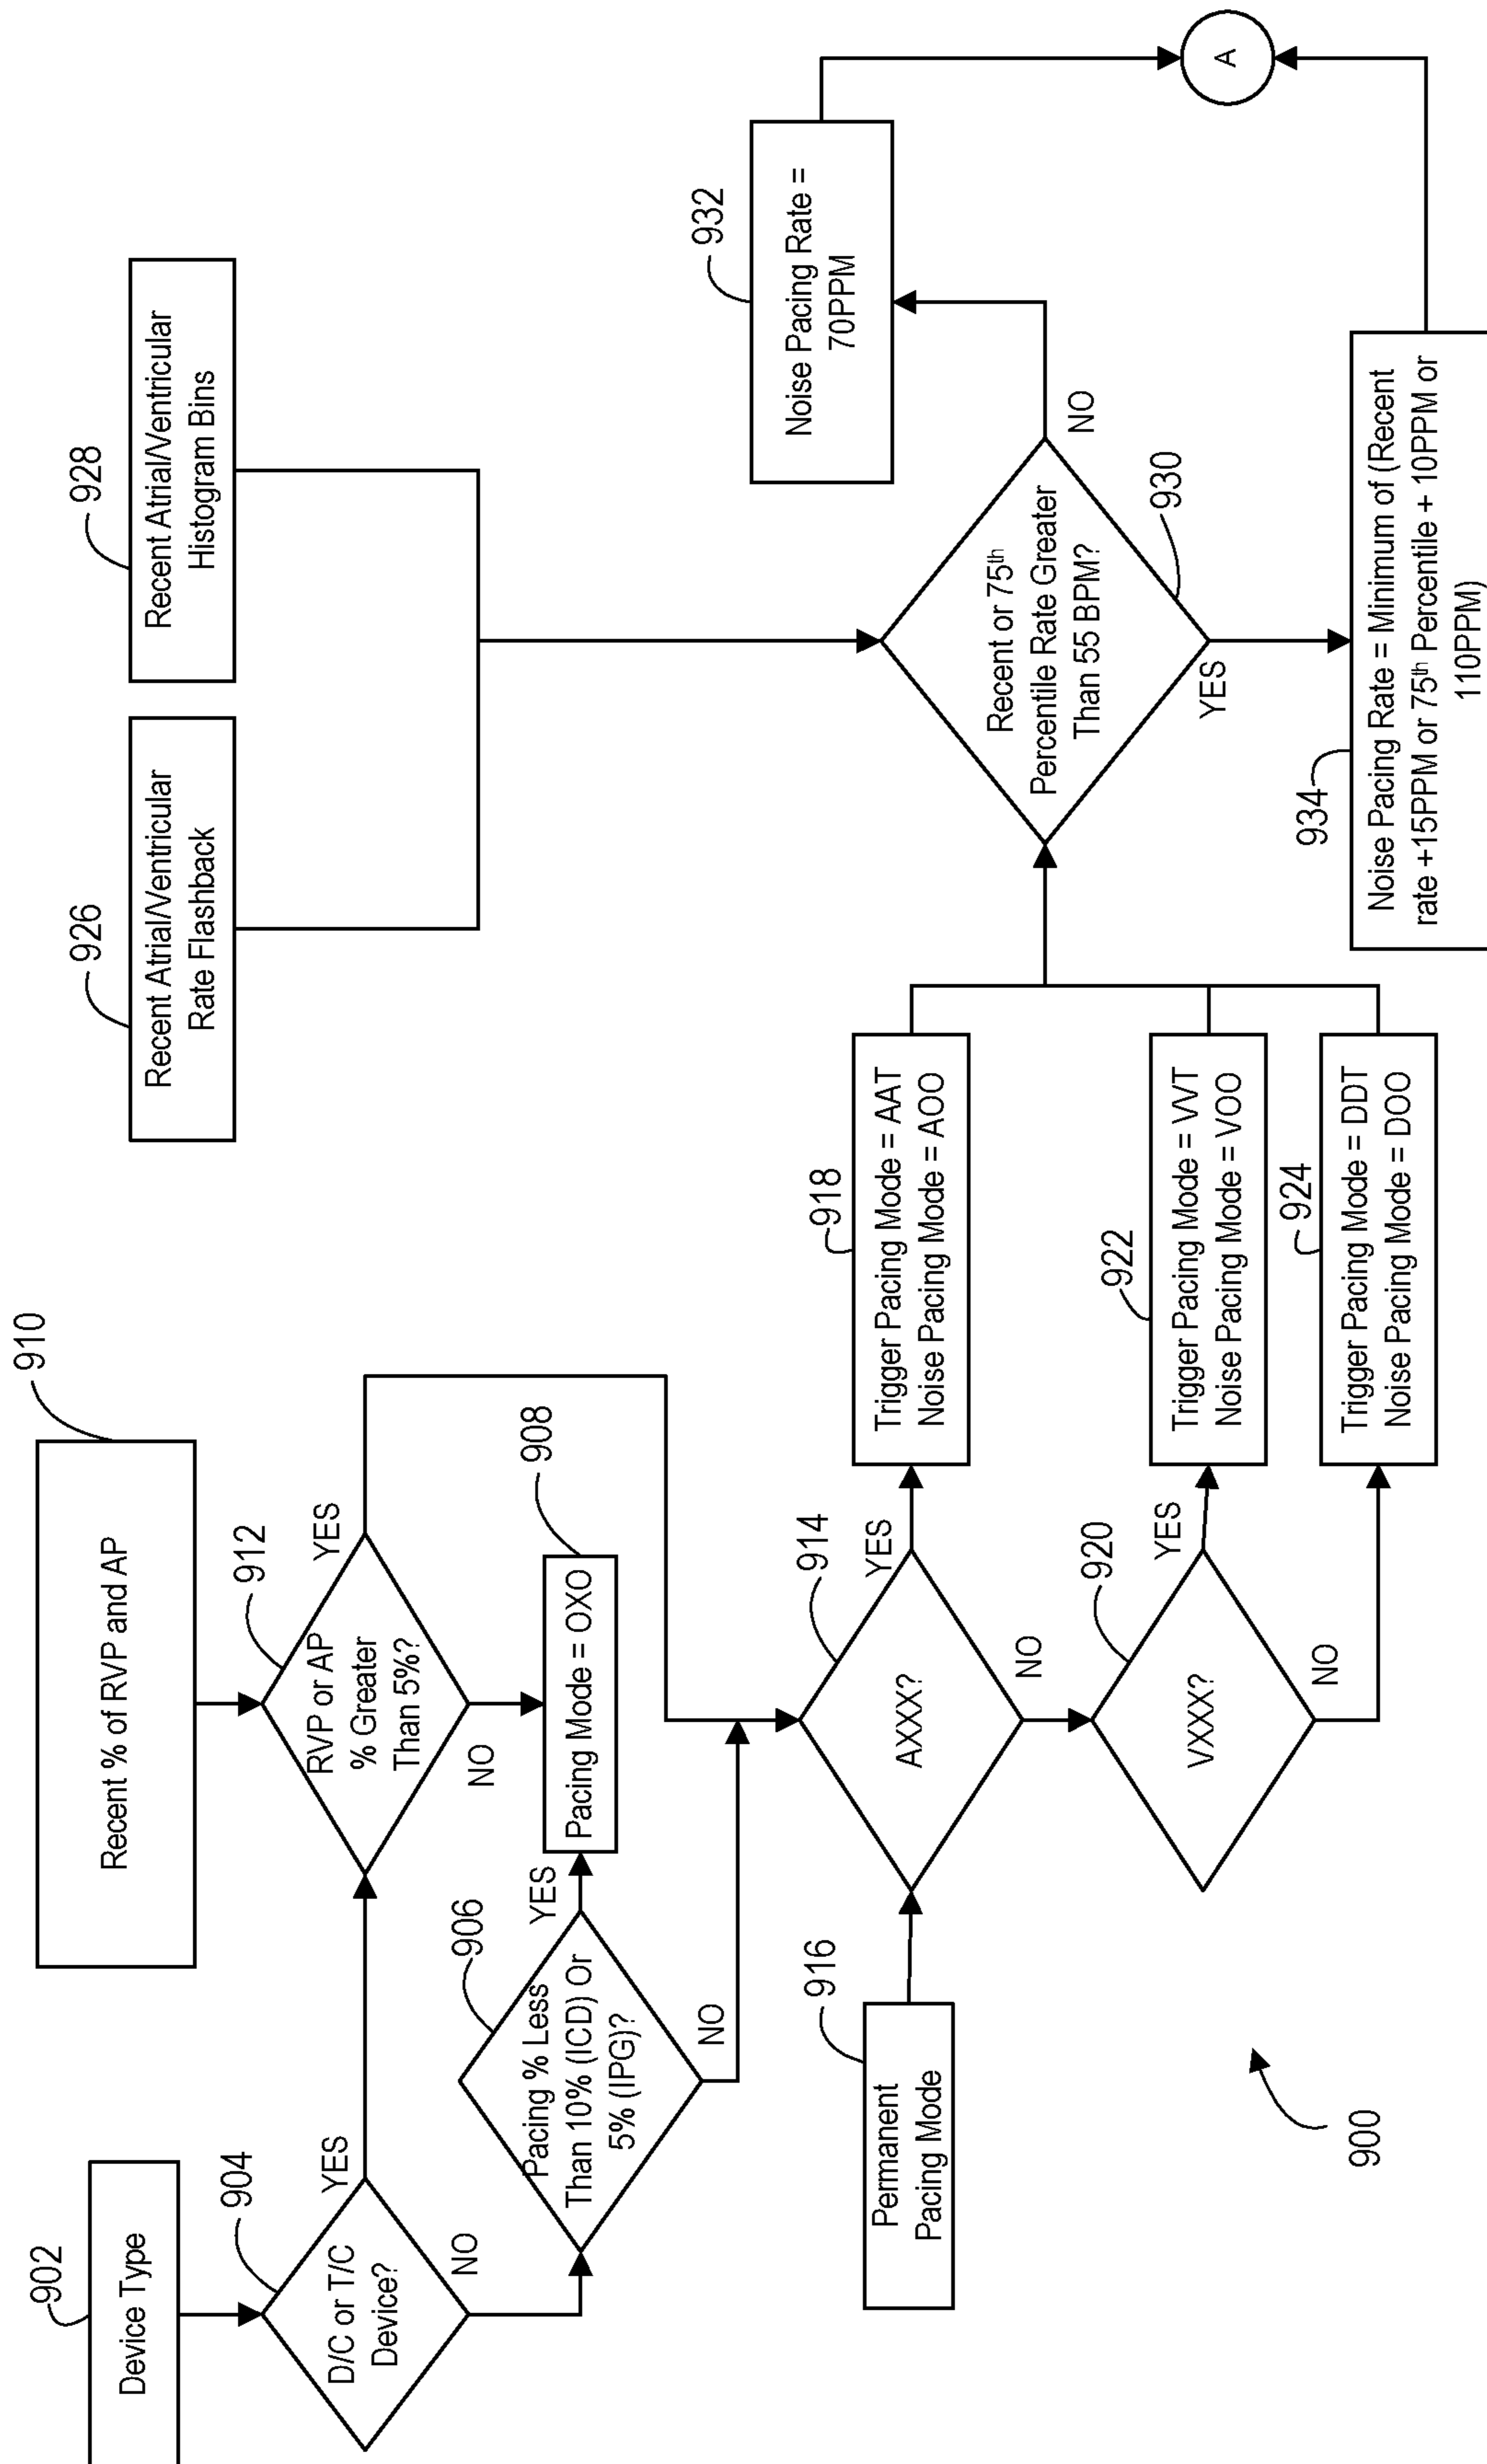 902
Device Type
904
D/C or T/C
Device?
YES
NO
906
Pacing % Less
Than 10% (ICD) Or
5% (IPG)?
YES
NO
908
Pacing Mode = OXO
910
Recent % of RVP and AP
912
RVP or AP
% Greater
Than 5%?
YES
NO
916
Permanent
Pacing Mode
914
AXXX?
YES
NO
920
VXXX?
YES
NO
918
Trigger Pacing Mode = AAT
Noise Pacing Mode = AOO
922
Trigger Pacing Mode = VVT
Noise Pacing Mode = VOO
924
Trigger Pacing Mode = DDT
Noise Pacing Mode = DOO
926
Recent Atrial/Ventricular
Rate Flashback
928
Recent Atrial/Ventricular
Histogram Bins
930
Recent or 75th
Percentile Rate Greater
Than 55 BPM?
YES
NO
932
Noise Pacing Rate =
70PPM
934
Noise Pacing Rate = Minimum of (Recent
rate +15PPM or 75th Percentile + 10PPM or
110PPM)
A
900